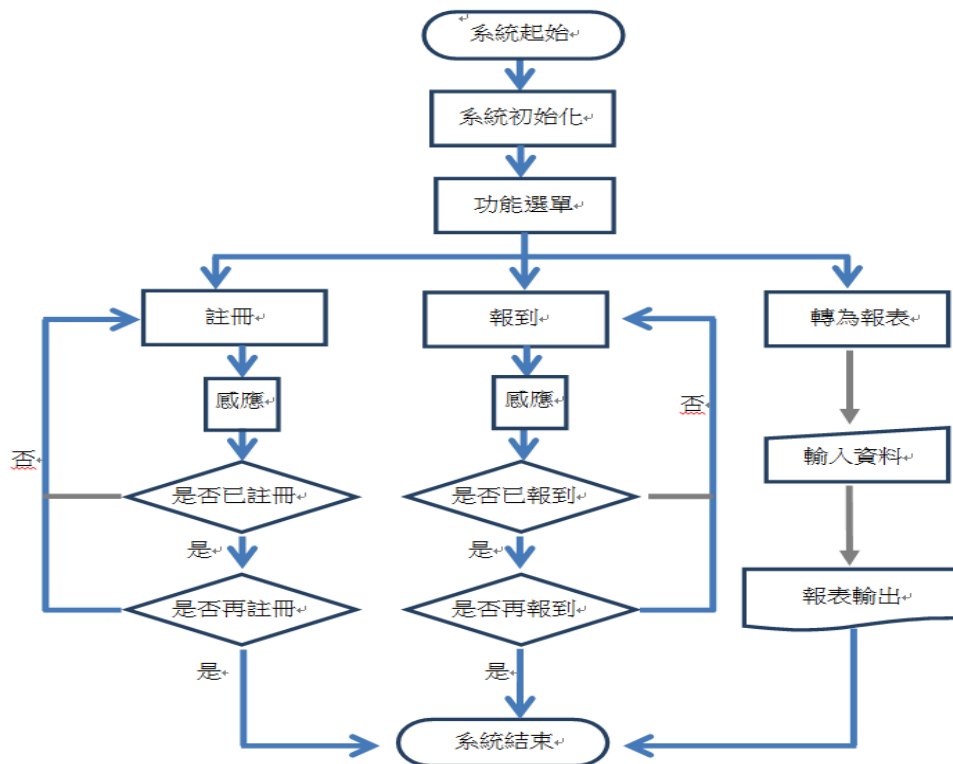 系統起始
系統初始化
功能選單
註冊
報到
轉為報表
感應
感應
否
否
輸入資料
是否已註冊
是否已報到
是
是
是否再註冊
是否再報到
報表輸出
是
是
系統結束